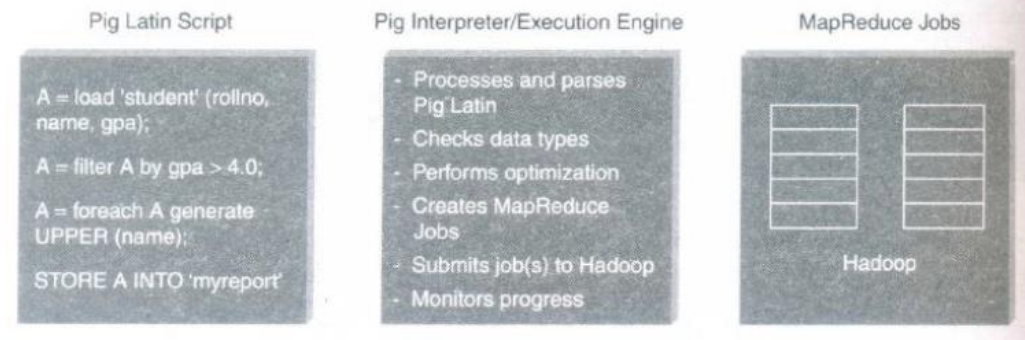 Pig Latin Script
A = load 'student' (rollno,
name, gpa);
A = filter A by gpa > 4.0;
A = foreach A generate
UPPER (name);
STORE A INTO 'myreport'
Pig Interpreter/Execution Engine
- Processes and parses
Pig Latin
- Checks data types
- Performs optimization
- Creates MapReduce
Jobs
- Submits job(s) to Hadoop
- Monitors progress
MapReduce Jobs
Hadoop